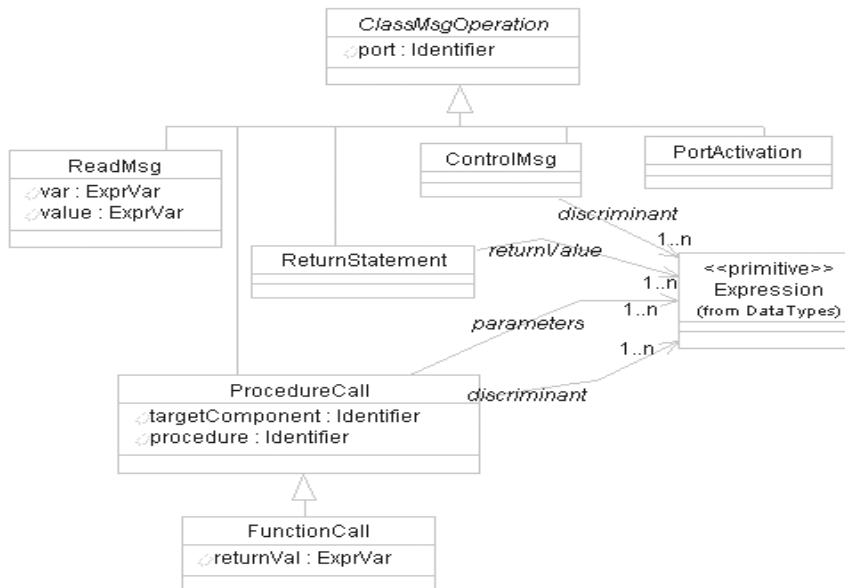 ClassMsgOperation
port : Identifier
ReadMsg
var : ExprVar
value : ExprVar
ControlMsg
PortActivation
discriminant
1..n
ReturnStatement
returnValue
1..n
<<primitive>>
Expression
(from DataTypes)
parameters
1..n
1..n
discriminant
ProcedureCall
targetComponent : Identifier
procedure : Identifier
FunctionCall
returnVal : ExprVar